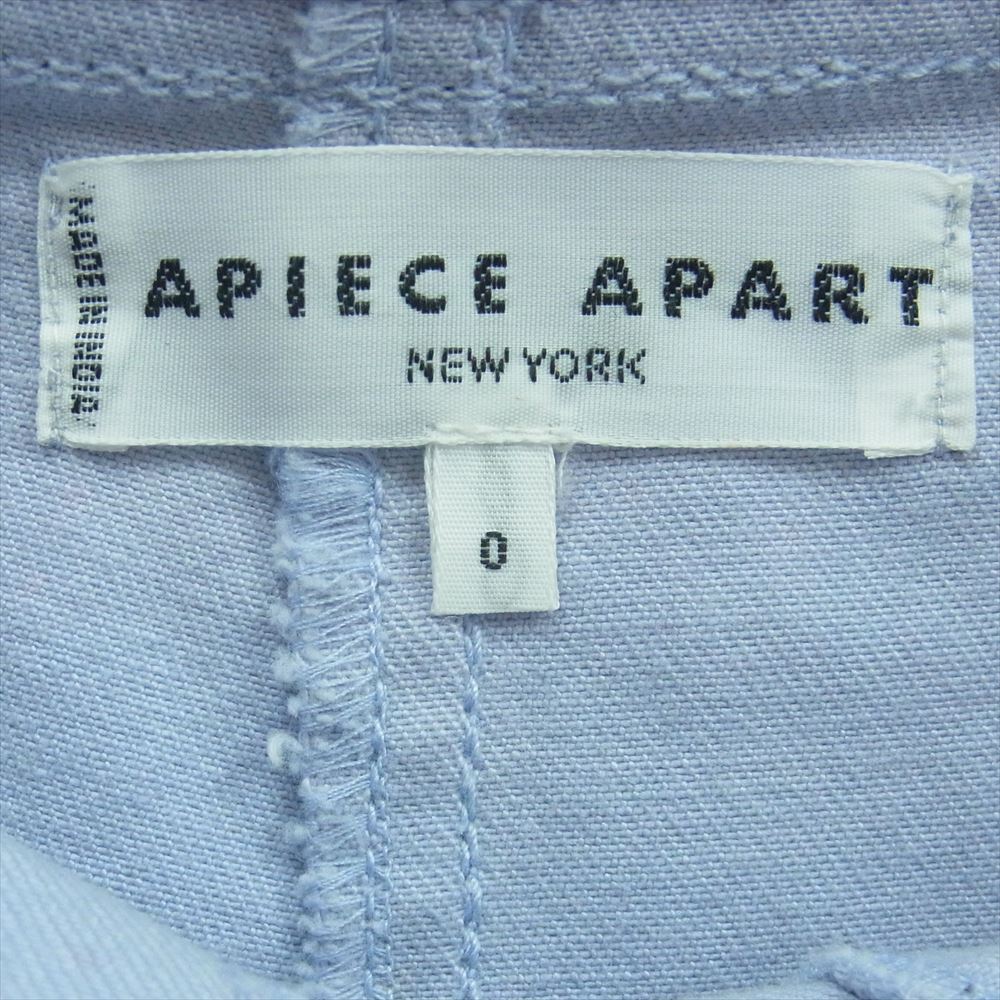 MADE IN INDIA
APIECE APART
NEW YORK
0